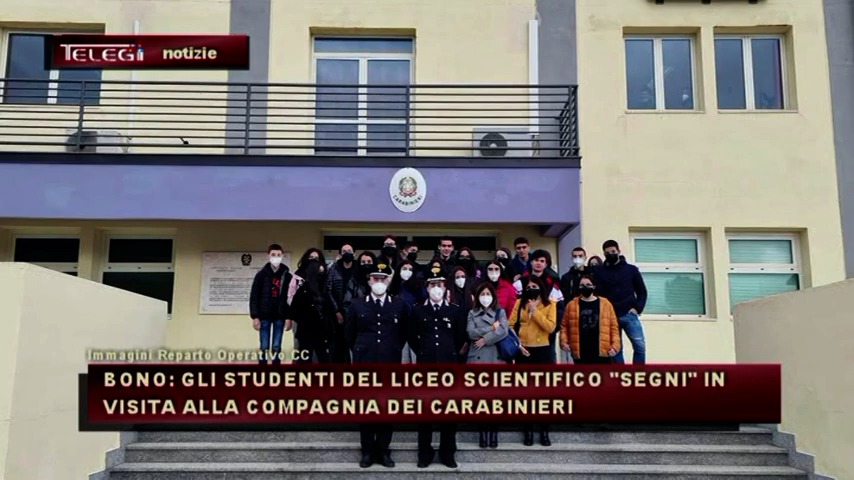 TELEGI notizie
CARABINIERI
Immagini Reparto Operativo CC
BONO: GLI STUDENTI DEL LICEO SCIENTIFICO "SEGNI" IN
VISITA ALLA COMPAGNIA DEI CARABINIERI